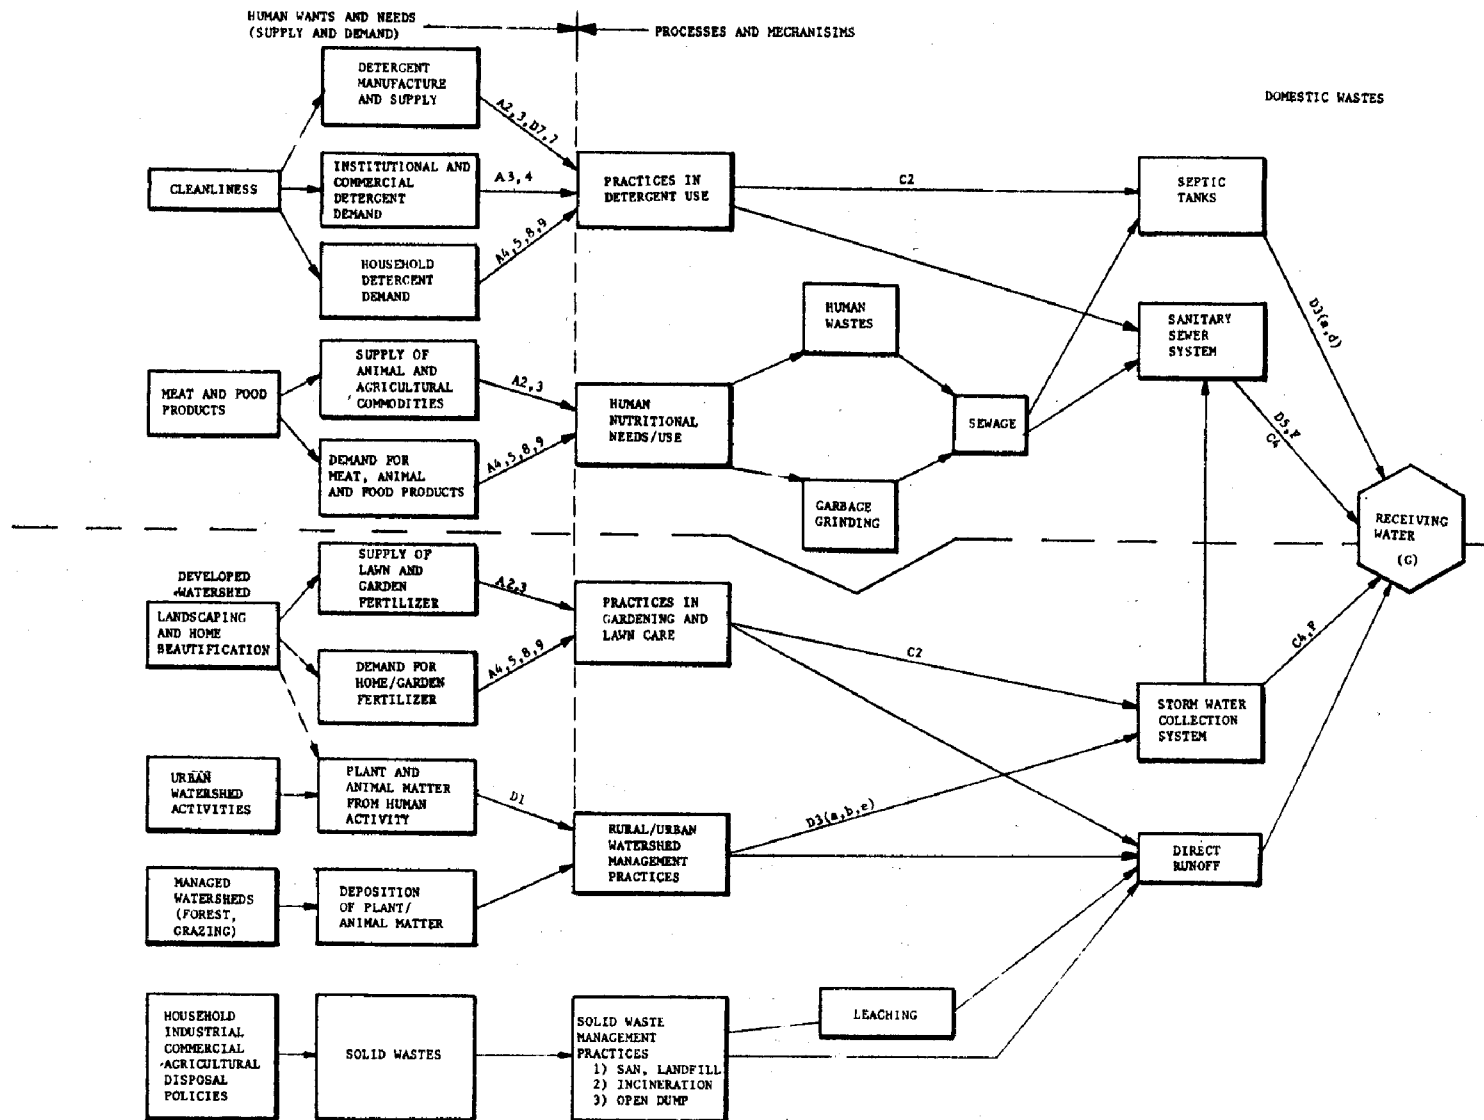 HUMAN WANTS AND NEEDS
(SUPPLY AND DEMAND)
PROCESSES AND MECHANISIMS
DOMESTIC WASTES
CLEANLINESS
DETERGENT
MANUFACTURE
AND SUPPLY
INSTITUTIONAL AND
COMMERCIAL
DETERCENT
DEMAND
HOUSEHOLD
DETERCENT
DEMAND
A2,3,D7,7
A3,4
A4,5,8,9
PRACTICES IN
DETERGENT USE
C2
C2
SEPTIC
TANKS
SANITARY
SEWER
SYSTEM
D3(a,d)
D5,F
C4
MEAT AND FOOD
PRODUCTS
SUPPLY OF
ANIMAL AND
AGRICULTURAL
COMMODITIES
DEMAND FOR
MEAT, ANIMAL
AND FOOD PRODUCTS
A2,3
A4,5,8,9
HUMAN
NUTRITIONAL
NEEDS/USE
HUMAN
WASTES
GARBAGE
GRINDING
SEWAGE
RECEIVING
WATER
(G)
DEVELOPED
WATERSHED
LANDSCAPING
AND HOME
BEAUTIFICATION
SUPPLY OF
LAWN AND
GARDEN
FERTILIZER
DEMAND FOR
HOME/GARDEN
FERTILIZER
A2,3
A4,5,8,9
PRACTICES IN
GARDENING AND
LAWN CARE
C2
STORM WATER
COLLECTION
SYSTEM
C4,F
URBAN
WATERSHED
ACTIVITIES
PLANT AND
ANIMAL MATTER
FROM HUMAN
ACTIVITY
D1
RURAL/URBAN
WATERSHED
MANAGEMENT
PRACTICES
D3(a,b,e)
DIRECT
RUNOFF
MANAGED
WATERSHEDS
(FOREST,
GRAZING)
DEPOSITION
OF PLANT/
ANIMAL MATTER
HOUSEHOLD
INDUSTRIAL
COMMERCIAL
AGRICULTURAL
DISPOSAL
POLICIES
SOLID WASTES
SOLID WASTE
MANAGEMENT
PRACTICES
1) SAN, LANDFILL
2) INCINERATION
3) OPEN DUMP
LEACHING